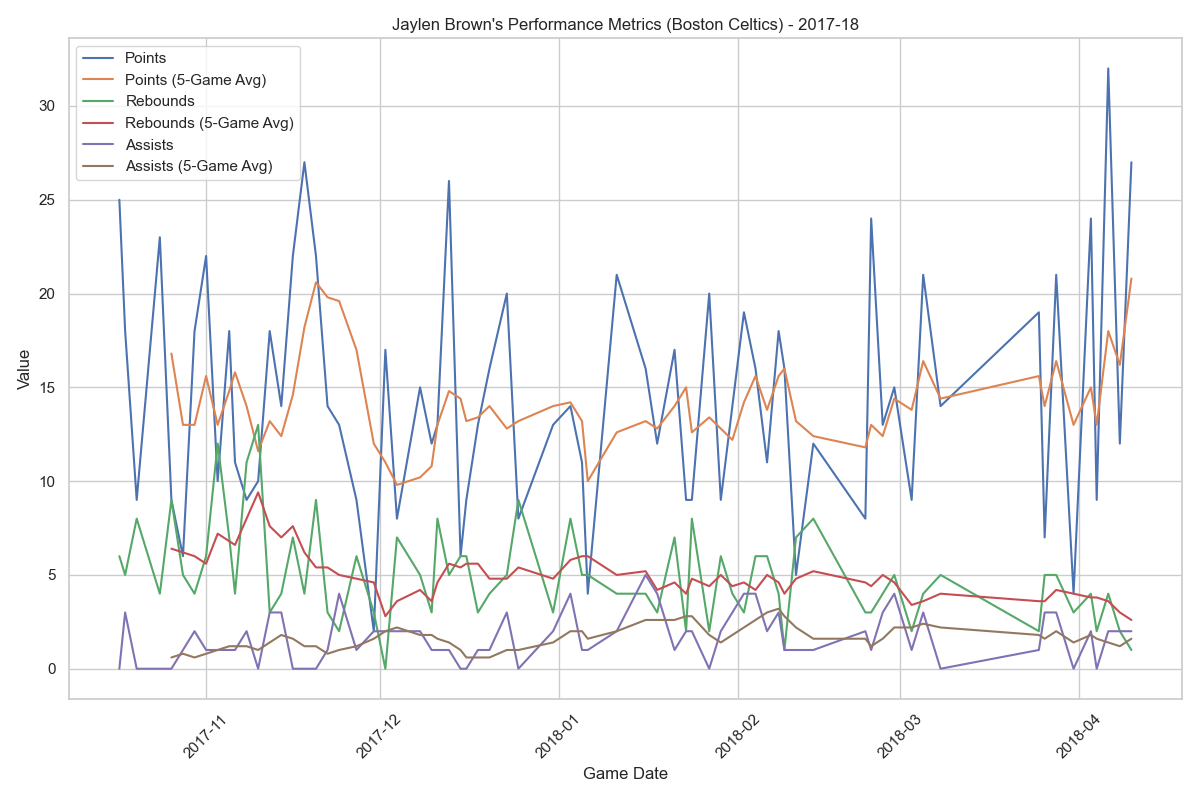 Jaylen Brown's Performance Metrics (Boston Celtics) - 2017-18
Points
Points (5-Game Avg)
Rebounds
Rebounds (5-Game Avg)
Assists
Assists (5-Game Avg)
30
25
20
15
10
5
0
Value
2017-11
2017-12
2018-01
2018-02
2018-03
2018-04
Game Date